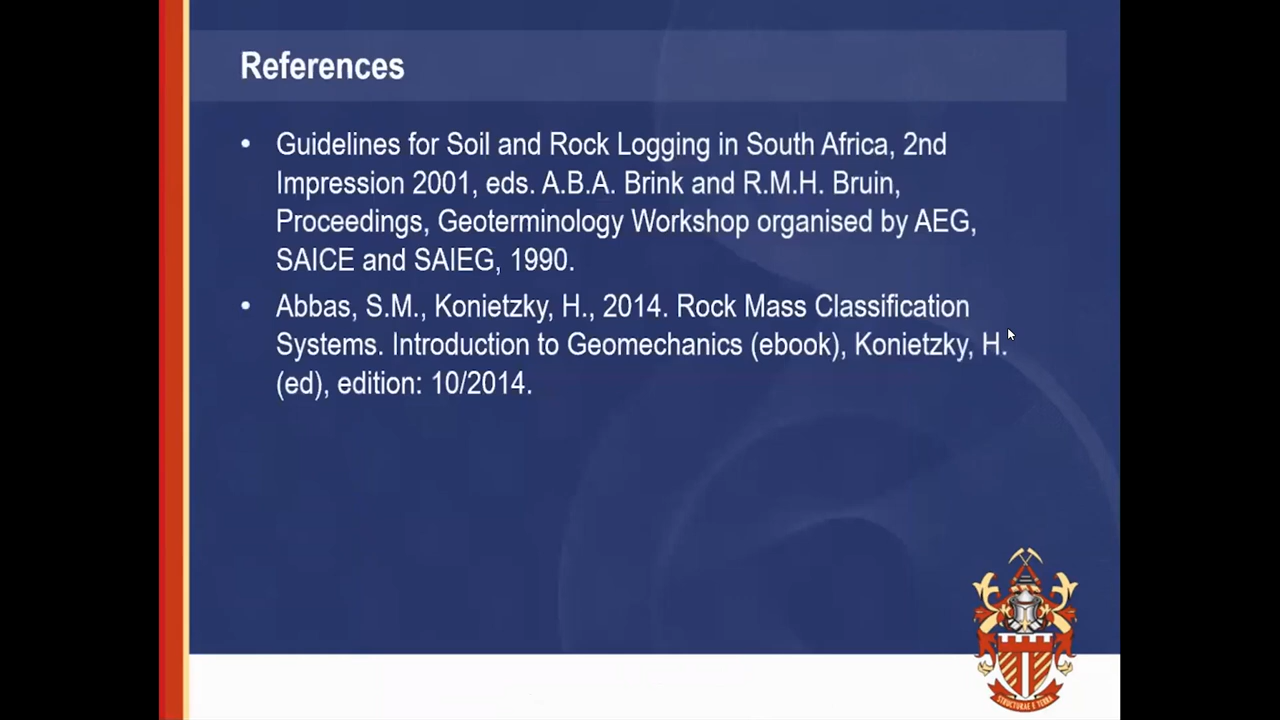 References
• Guidelines for Soil and Rock Logging in South Africa, 2nd
Impression 2001, eds. A.B.A. Brink and R.M.H. Bruin,
Proceedings, Geoterminology Workshop organised by AEG,
SAICE and SAIEG, 1990.
• Abbas, S.M., Konietzky, H., 2014. Rock Mass Classification
Systems. Introduction to Geomechanics (ebook), Konietzky, H.
(ed), edition: 10/2014.
STRUCTURAE E TERRA